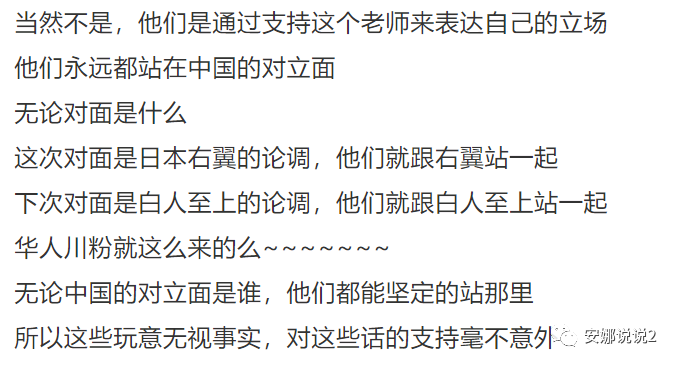 当然不是，他们是通过支持这个老师来表达自己的立场
他们永远都站在中国的对立面
无论对面是什么
这次对面是日本右翼的论调，他们就跟右翼站一起
下次对面是白人至上的论调，他们就跟白人至上站一起
华人川粉就这么来的么~~~~~~~
无论中国的对立面是谁，他们都能坚定的站那里
所以这些玩意无视事实，对这些话的支持毫不意外
安娜说说2